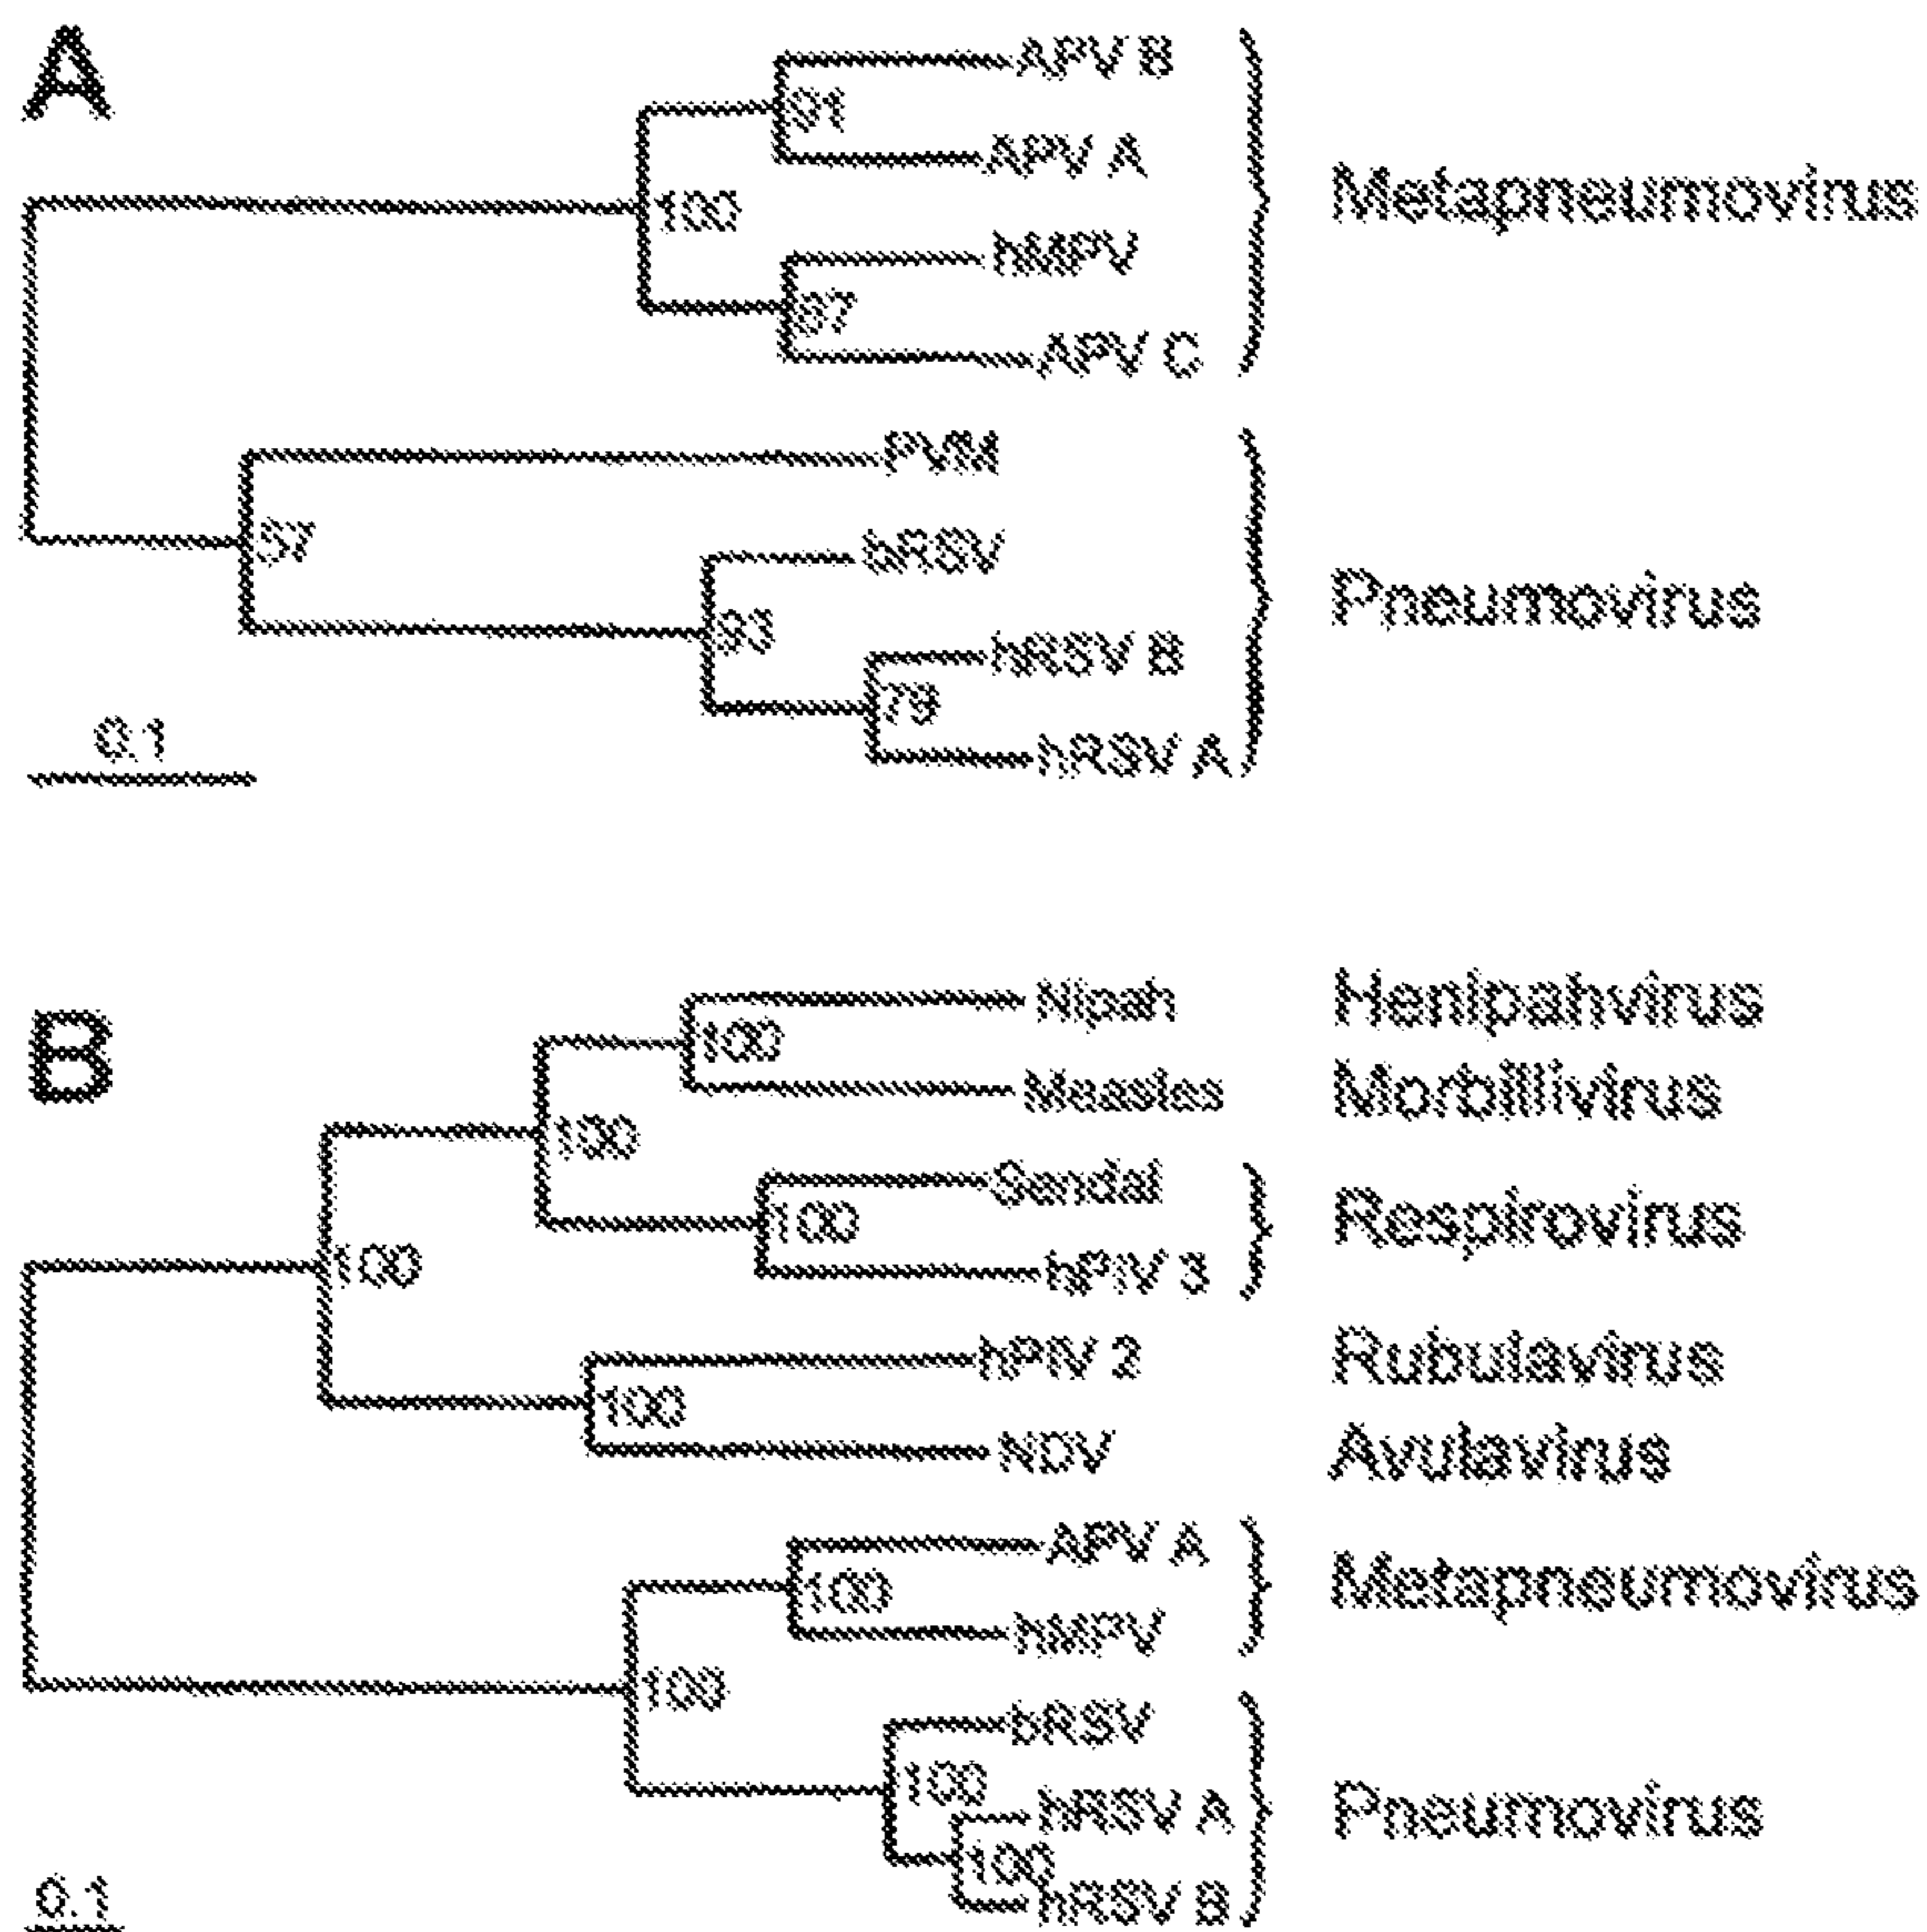 A
APV B
91
APV A
Metapneumovirus
100
hMPV
97
APV C
PVM
97
bRSV
Pneumovirus
93
hRSV B
79
hRSV A
0.1
B
Nipah
Henipahvirus
100
Measles
Morbillivirus
100
Sendai
Respirovirus
100
hPIV 3
100
hPIV 2
Rubulavirus
100
NDV
Avulavirus
APV A
Metapneumovirus
100
hMPV
100
bRSV
100
hRSV A
Pneumovirus
100
hRSV B
0.1